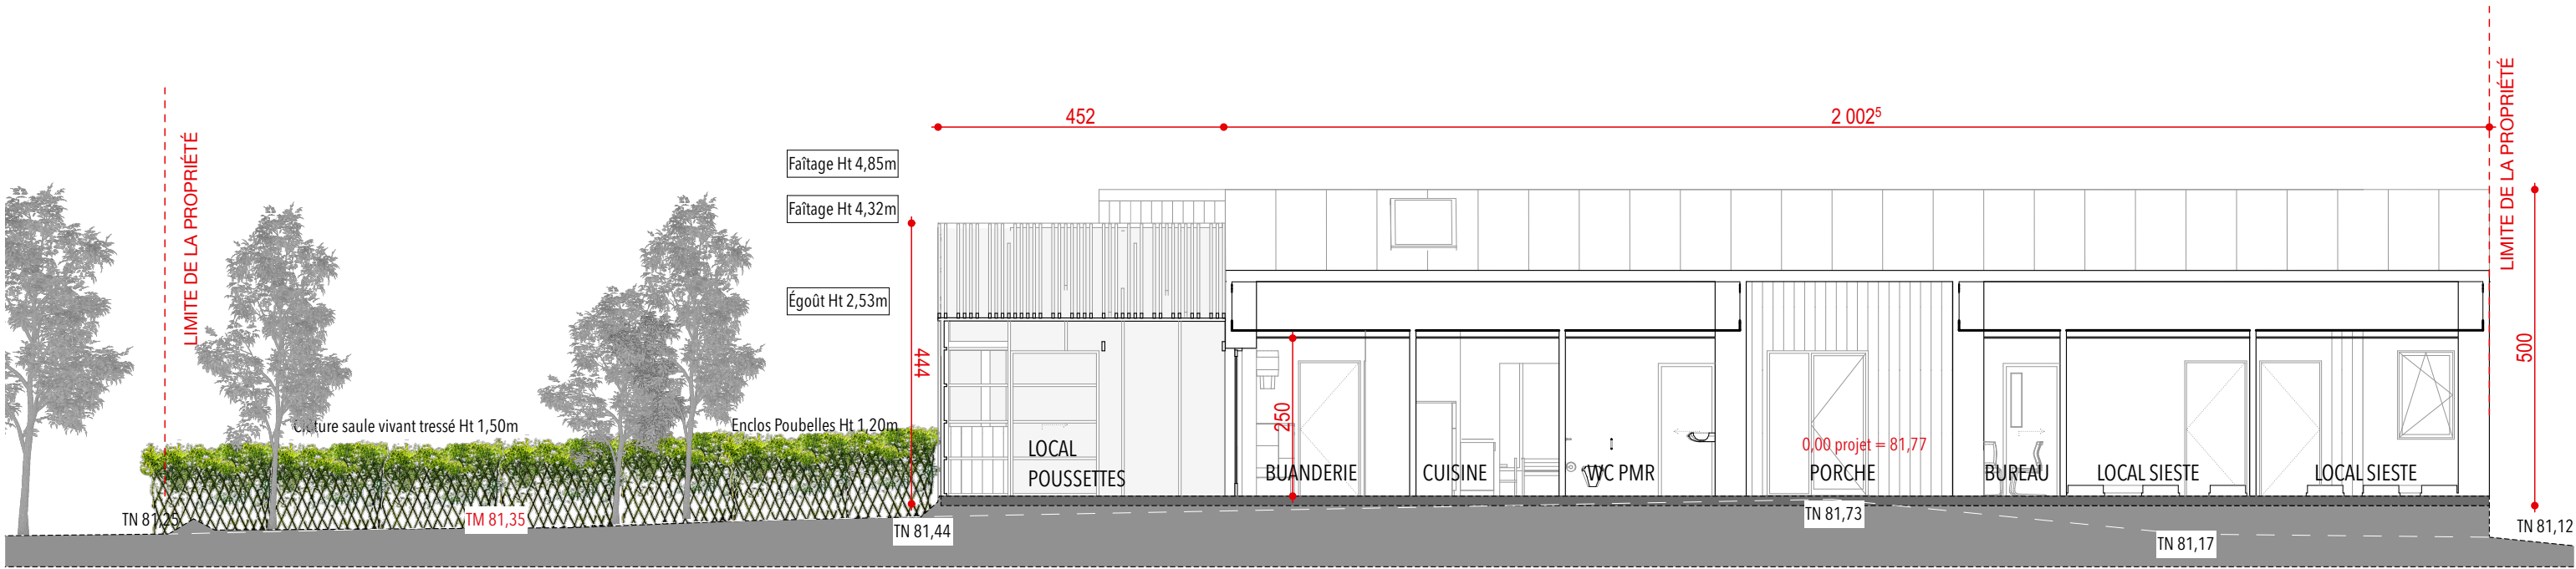 LIMITE DE LA PROPRIÉTÉ
452
2 002⁵
LIMITE DE LA PROPRIÉTÉ
Faîtage Ht 4,85m
Faîtage Ht 4,32m
Égoût Ht 2,53m
444
500
250
Clôture saule vivant tressé Ht 1,50m
Enclos Poubelles Ht 1,20m
LOCAL
POUSSETTES
BUANDERIE
CUISINE
WC PMR
0,00 projet = 81,77
PORCHE
BUREAU
LOCAL SIESTE
LOCAL SIESTE
TN 81,25
TM 81,35
TN 81,44
TN 81,73
TN 81,17
TN 81,12